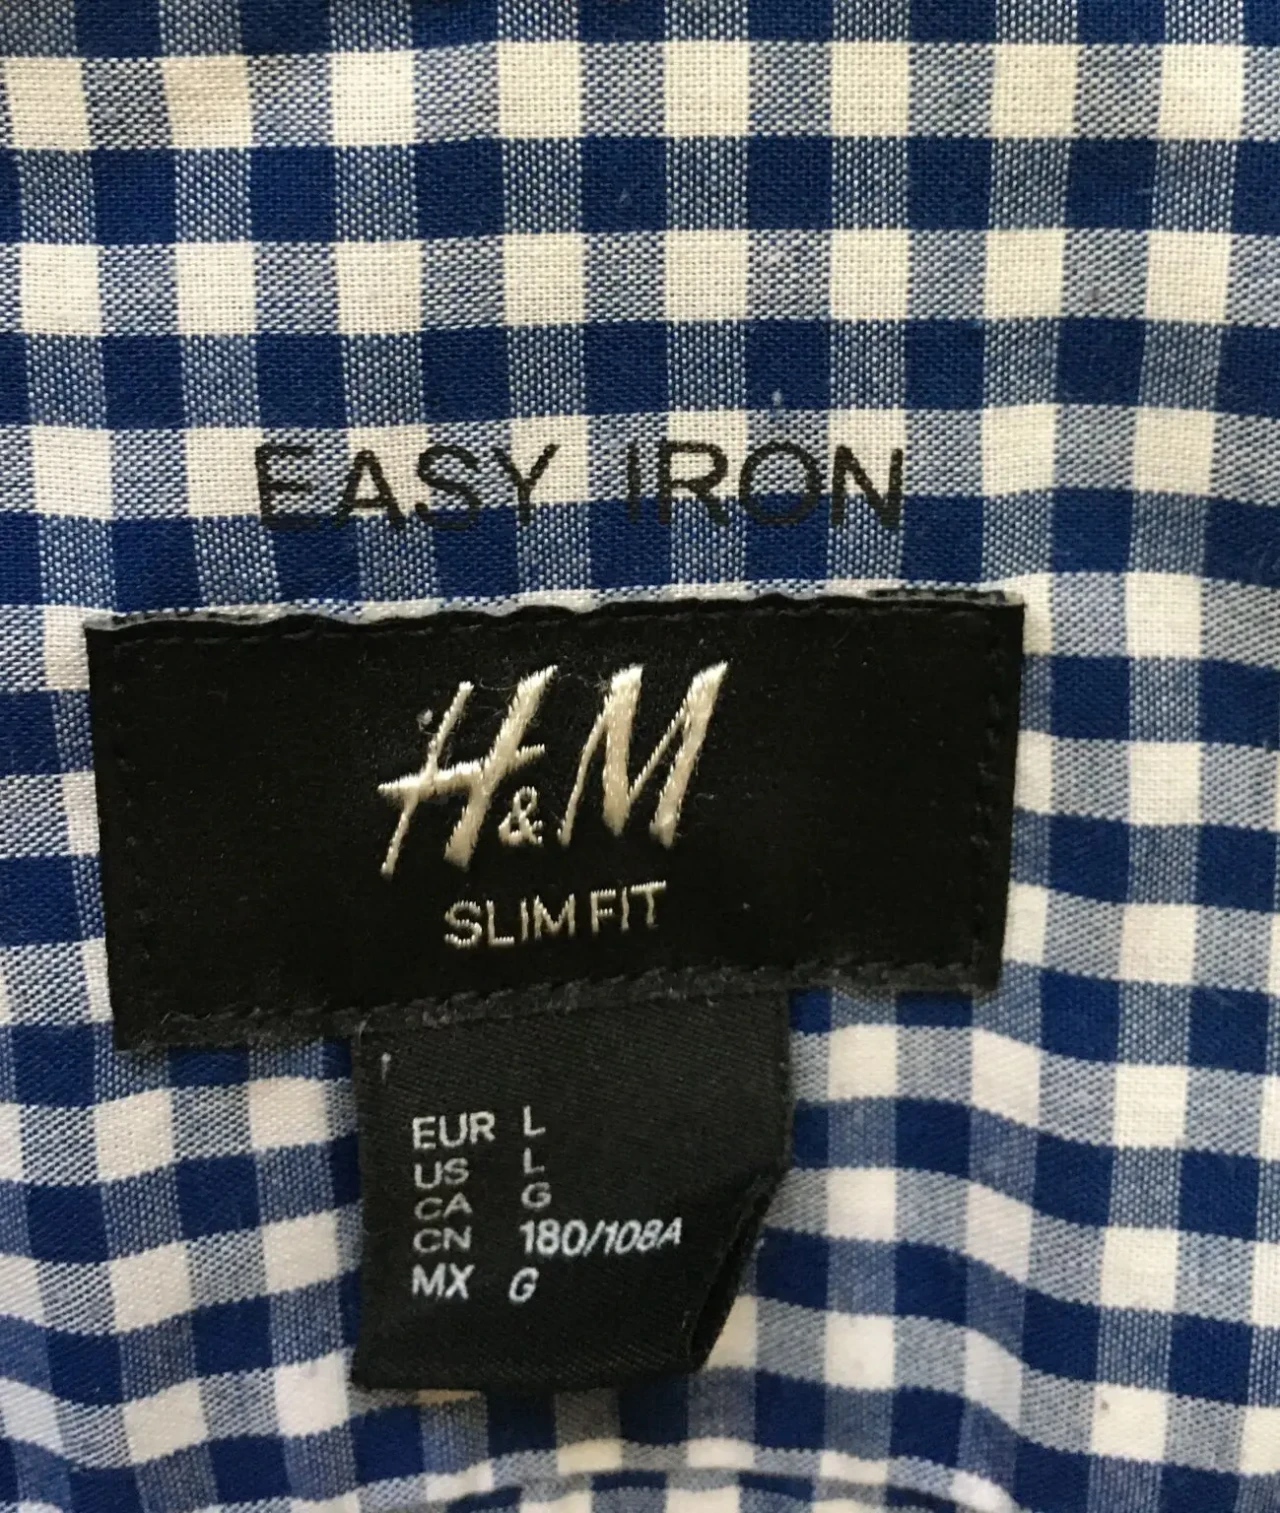 EASY IRON
H&M
SLIM FIT
EUR L
US L
CA G
CN 180/108A
MX G